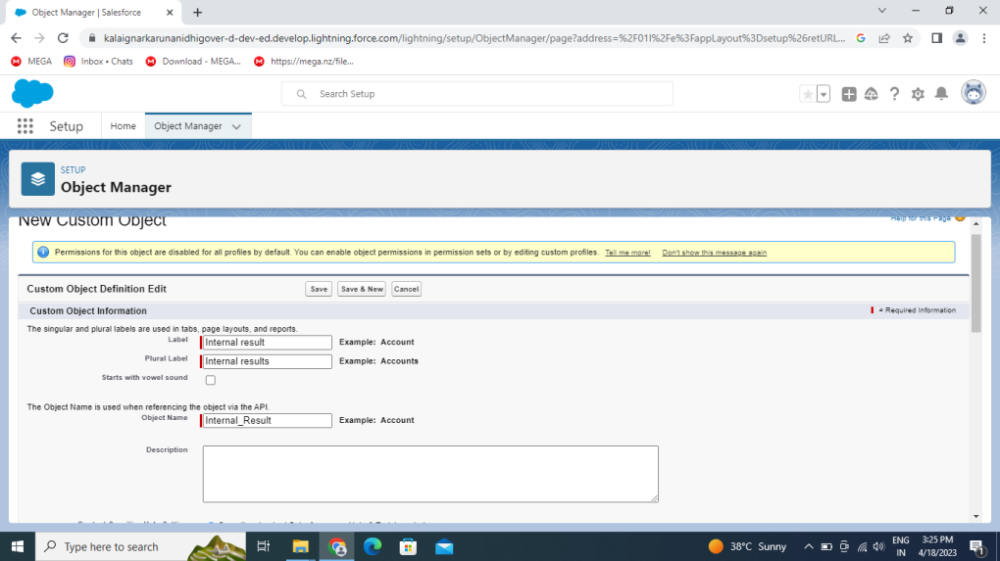 Object Manager | Salesforce
kalaignarkarunanidhigover-d-dev-ed.develop.lightning.force.com/lightning/setup/ObjectManager/page?address=%2F01I%2Fe%3FappLayout%3Dsetup%26retURL...
MEGA Inbox • Chats Download - MEGA... https://mega.nz/file...
Search Setup
Setup Home Object Manager
SETUP
Object Manager
New Custom Object
Help for this Page
Permissions for this object are disabled for all profiles by default. You can enable object permissions in permission sets or by editing custom profiles. Tell me more! Don't show this message again
Custom Object Definition Edit Save Save & New Cancel
Custom Object Information = Required Information
The singular and plural labels are used in tabs, page layouts, and reports.
Label Internal result Example: Account
Plural Label Internal results Example: Accounts
Starts with vowel sound
The Object Name is used when referencing the object via the API.
Object Name Internal_Result Example: Account
Description
Type here to search
38°C Sunny
ENG
IN
3:25 PM
4/18/2023
1